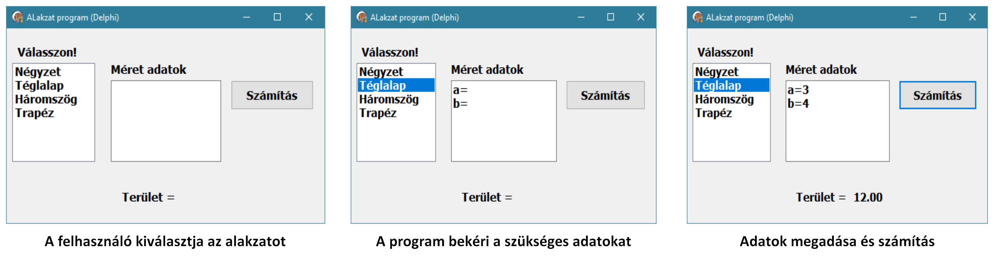 ALakzat program (Delphi)
Válasszon!
Négyzet
Téglalap
Háromszög
Trapéz
Méret adatok
Számítás
Terület =
A felhasználó kiválasztja az alakzatot
ALakzat program (Delphi)
Válasszon!
Négyzet
Téglalap
Háromszög
Trapéz
Méret adatok
a=
b=
Számítás
Terület =
A program bekéri a szükséges adatokat
ALakzat program (Delphi)
Válasszon!
Négyzet
Téglalap
Háromszög
Trapéz
Méret adatok
a=3
b=4
Számítás
Terület = 12.00
Adatok megadása és számítás